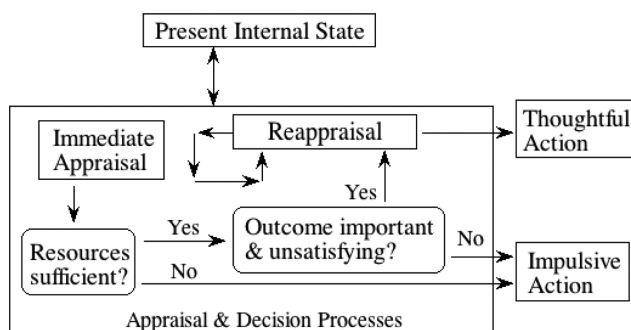 Present Internal State
Immediate
Appraisal
Reappraisal
Thoughtful
Action
Yes
Resources
sufficient?
Yes
No
Outcome important
& unsatisfying?
No
Impulsive
Action
Appraisal & Decision Processes